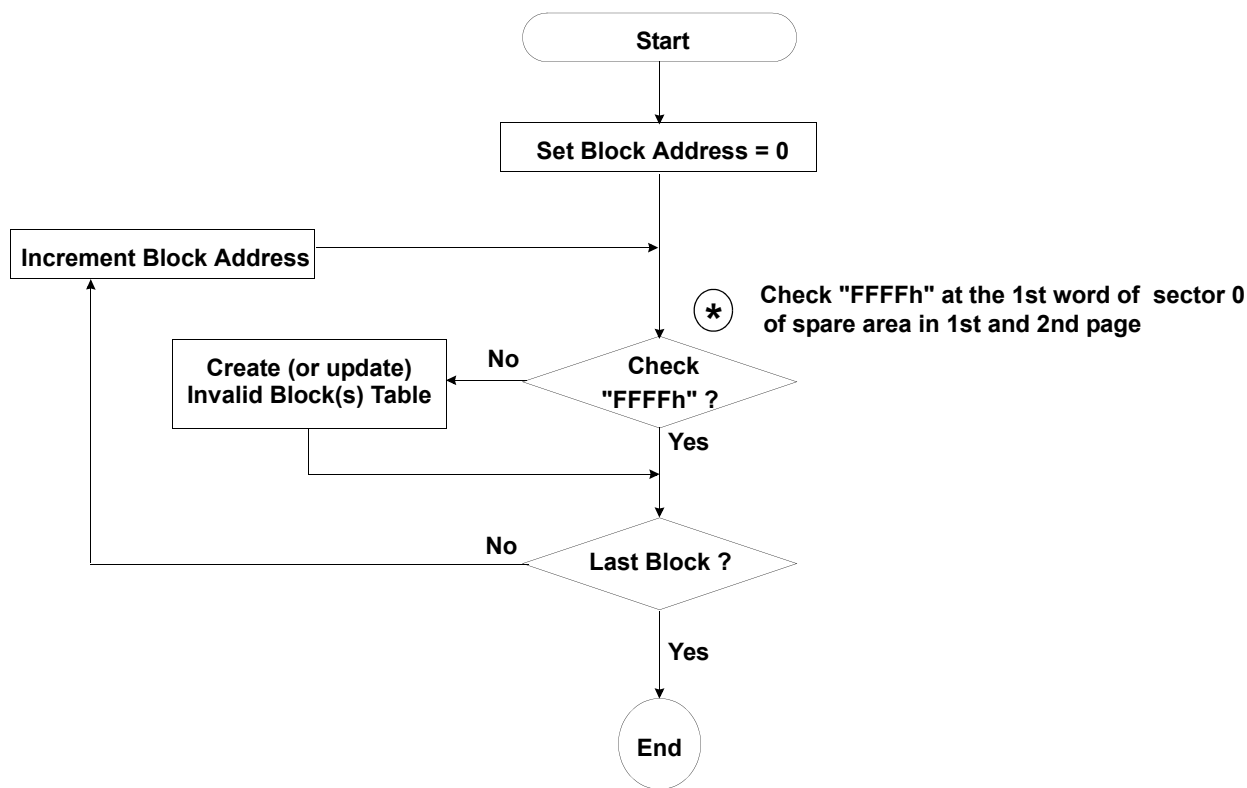 Start
Set Block Address = 0
Increment Block Address
* Check "FFFFh" at the 1st word of sector 0
of spare area in 1st and 2nd page
No
Create (or update)
Invalid Block(s) Table
Check
"FFFFh" ?
Yes
No
Last Block ?
Yes
End